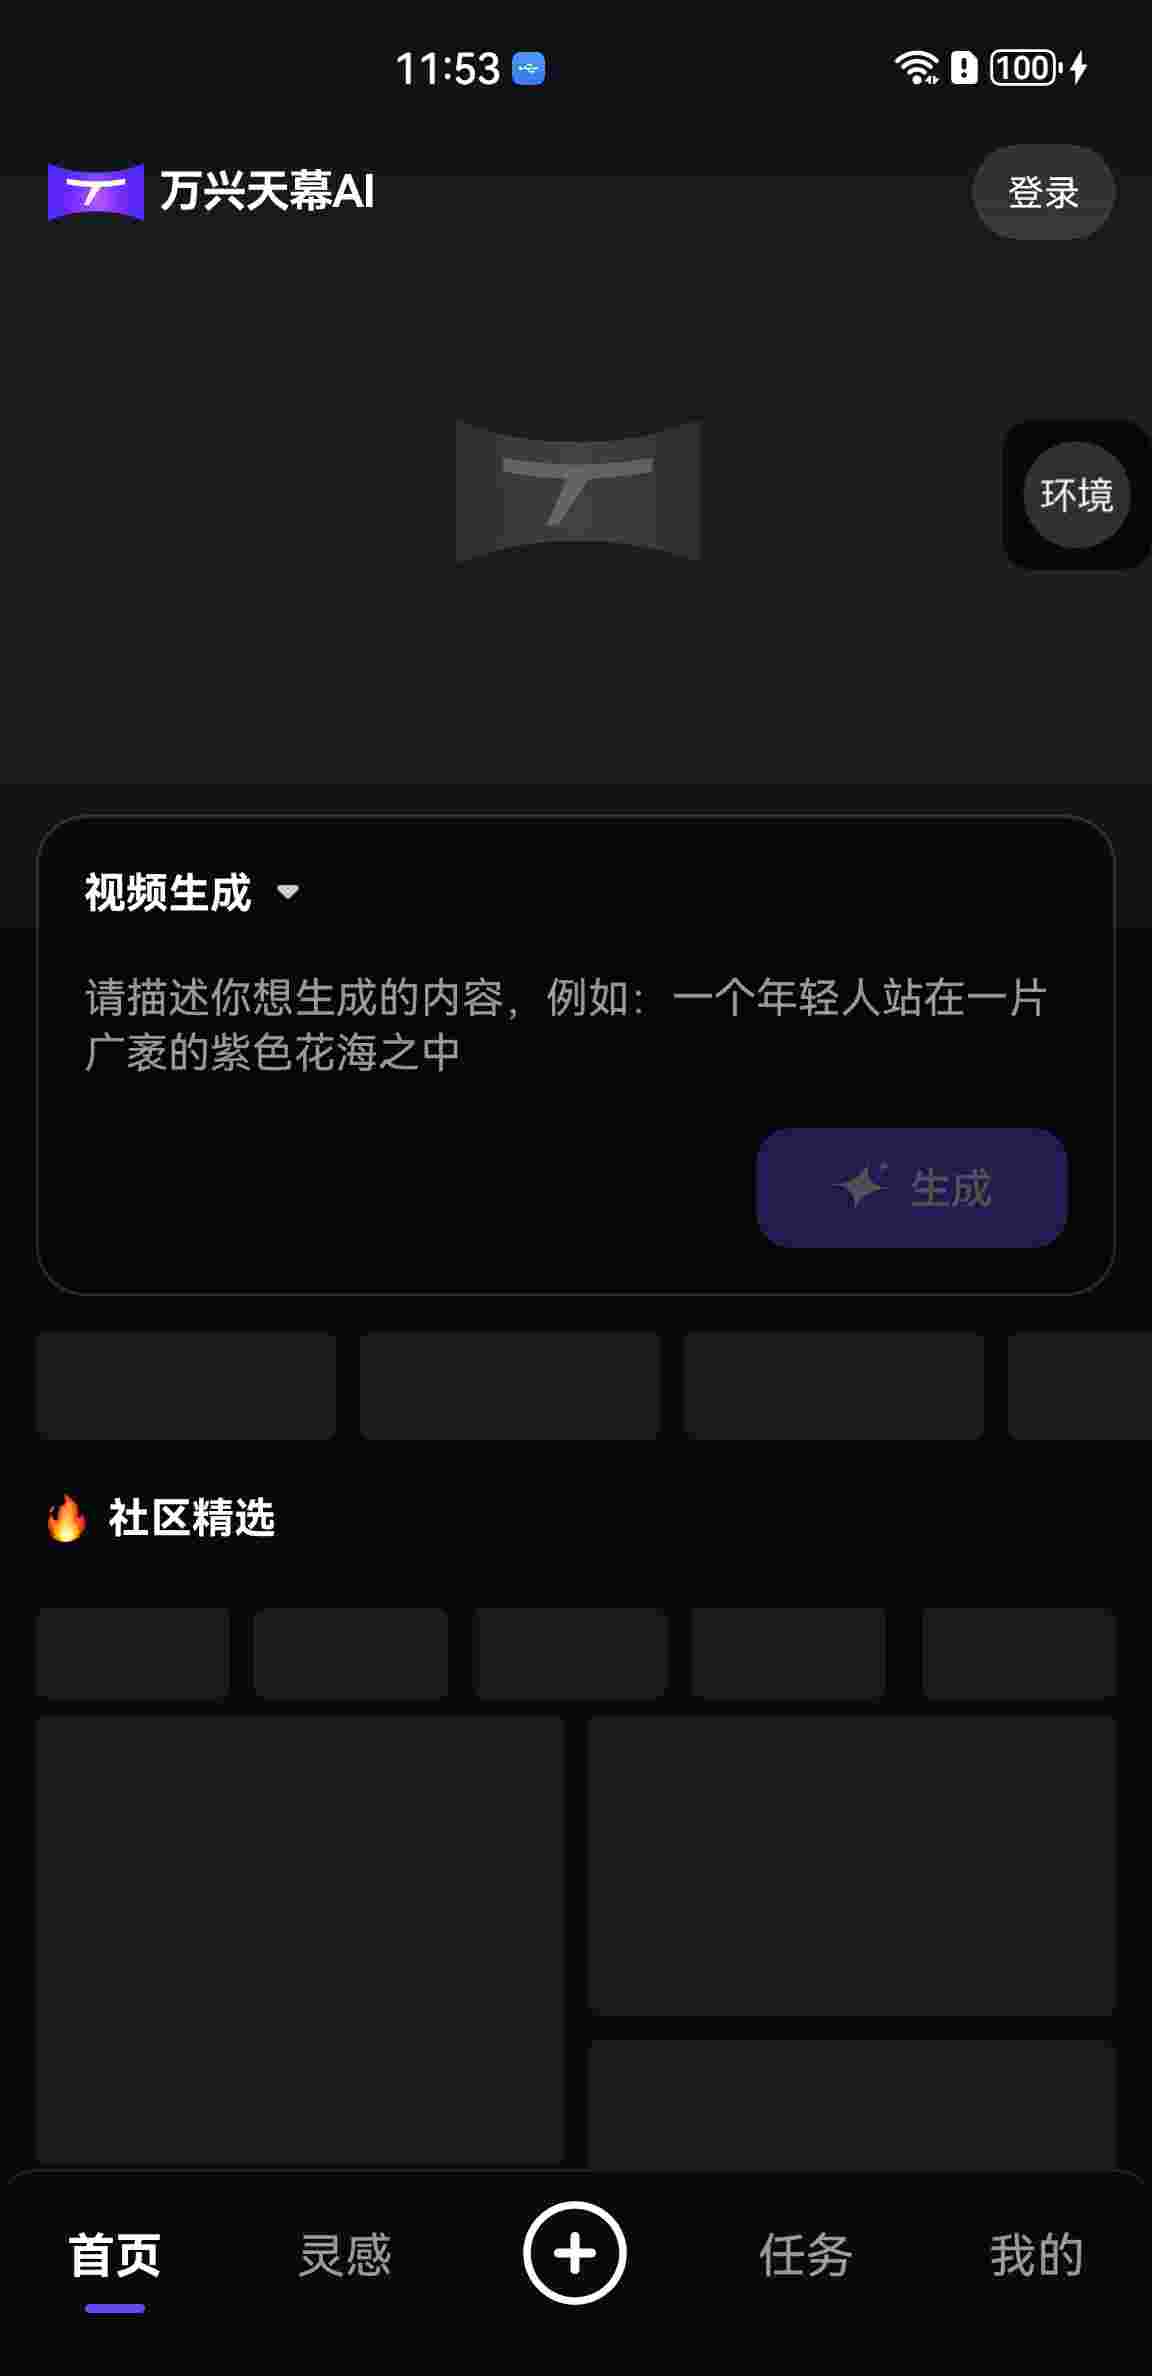 11:53
100
万兴天幕AI
登录
环境
视频生成
请描述你想生成的内容，例如：一个年轻人站在一片
广袤的紫色花海之中
生成
社区精选
首页
灵感
任务
我的